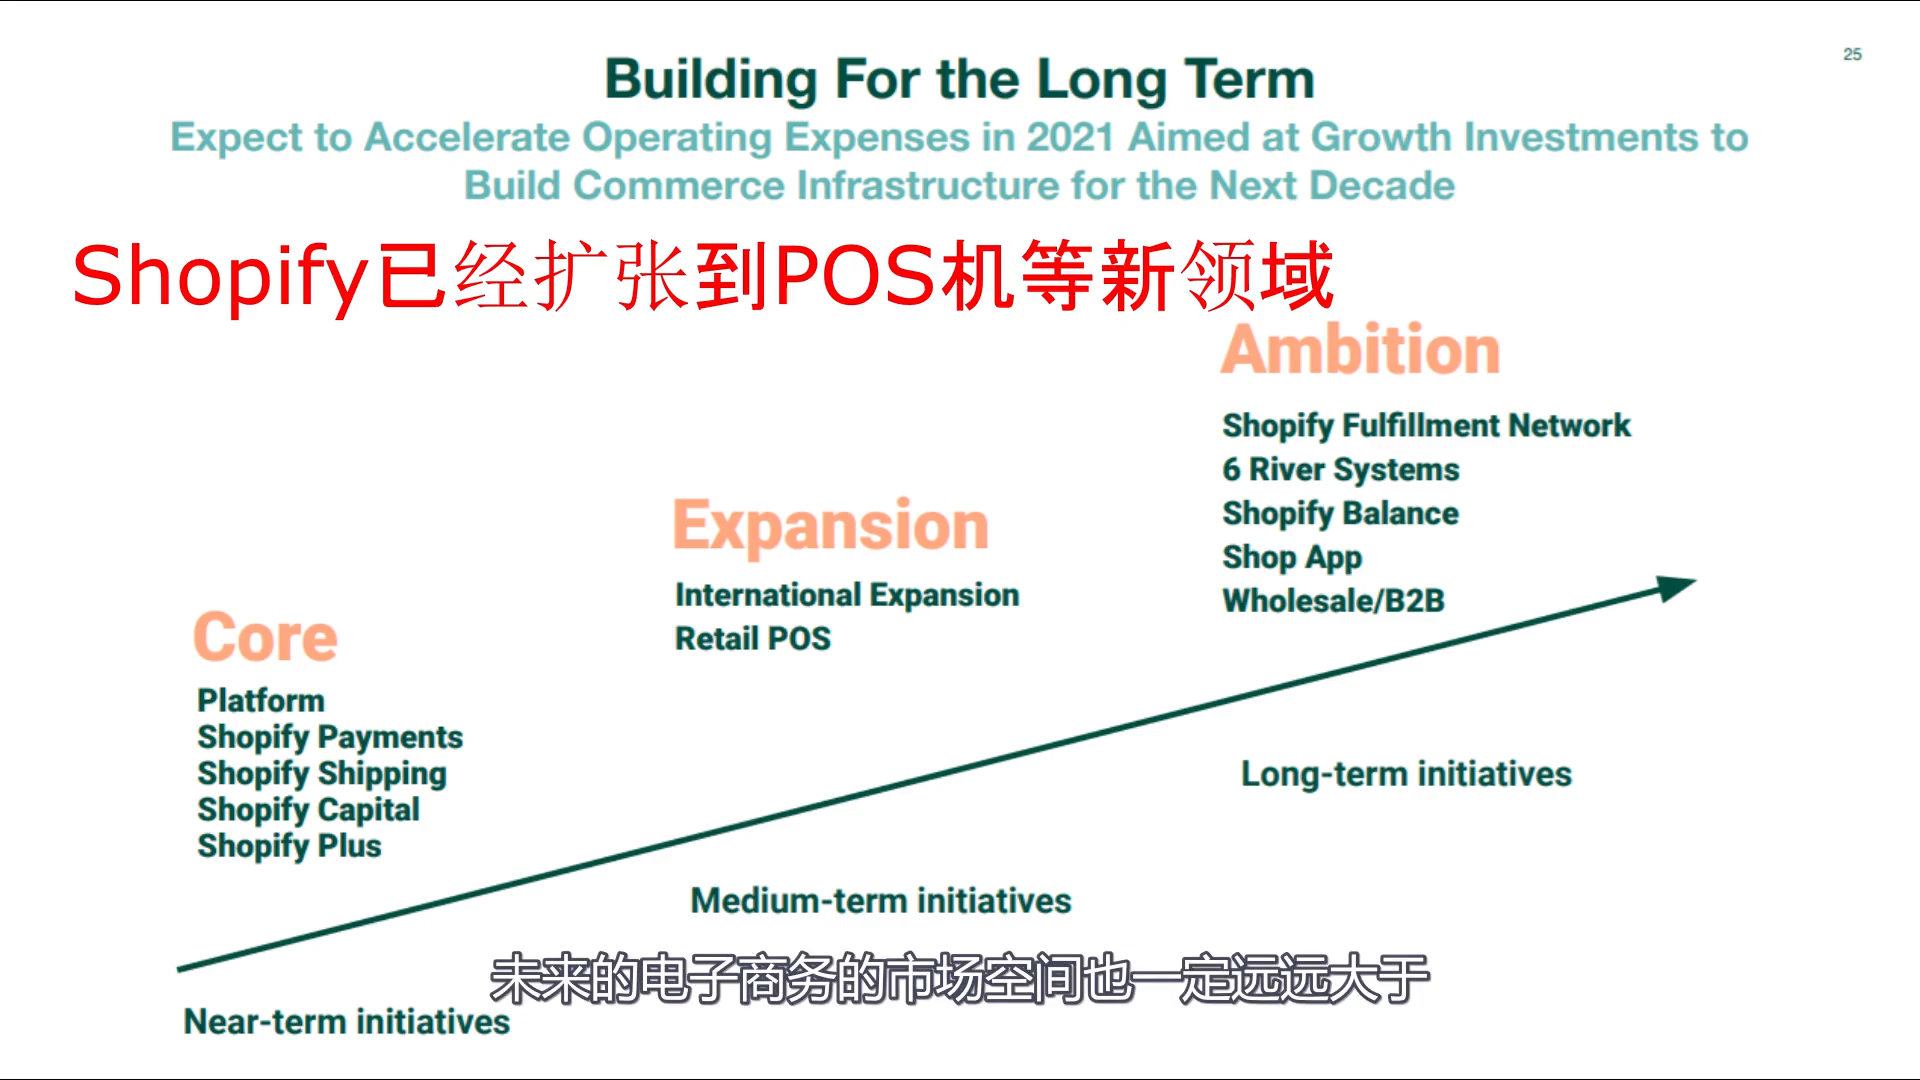 25
Building For the Long Term
Expect to Accelerate Operating Expenses in 2021 Aimed at Growth Investments to
Build Commerce Infrastructure for the Next Decade
Shopify已经扩张到POS机等新领域
Ambition
Shopify Fulfillment Network
6 River Systems
Shopify Balance
Shop App
Wholesale/B2B
Expansion
International Expansion
Retail POS
Core
Platform
Shopify Payments
Shopify Shipping
Shopify Capital
Shopify Plus
Long-term initiatives
Medium-term initiatives
未来的电子商务的市场空间也一定远远大于
Near-term initiatives